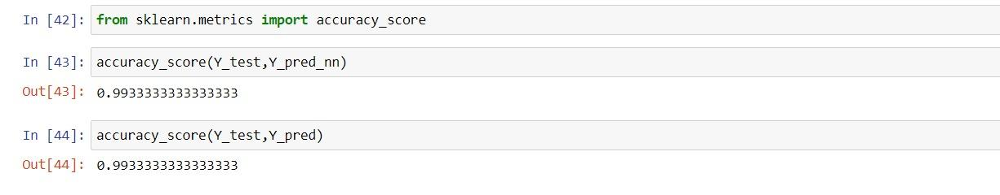 In [42]: from sklearn.metrics import accuracy_score
In [43]: accuracy_score(Y_test,Y_pred_nn)
Out[43]: 0.9933333333333333
In [44]: accuracy_score(Y_test,Y_pred)
Out[44]: 0.9933333333333333